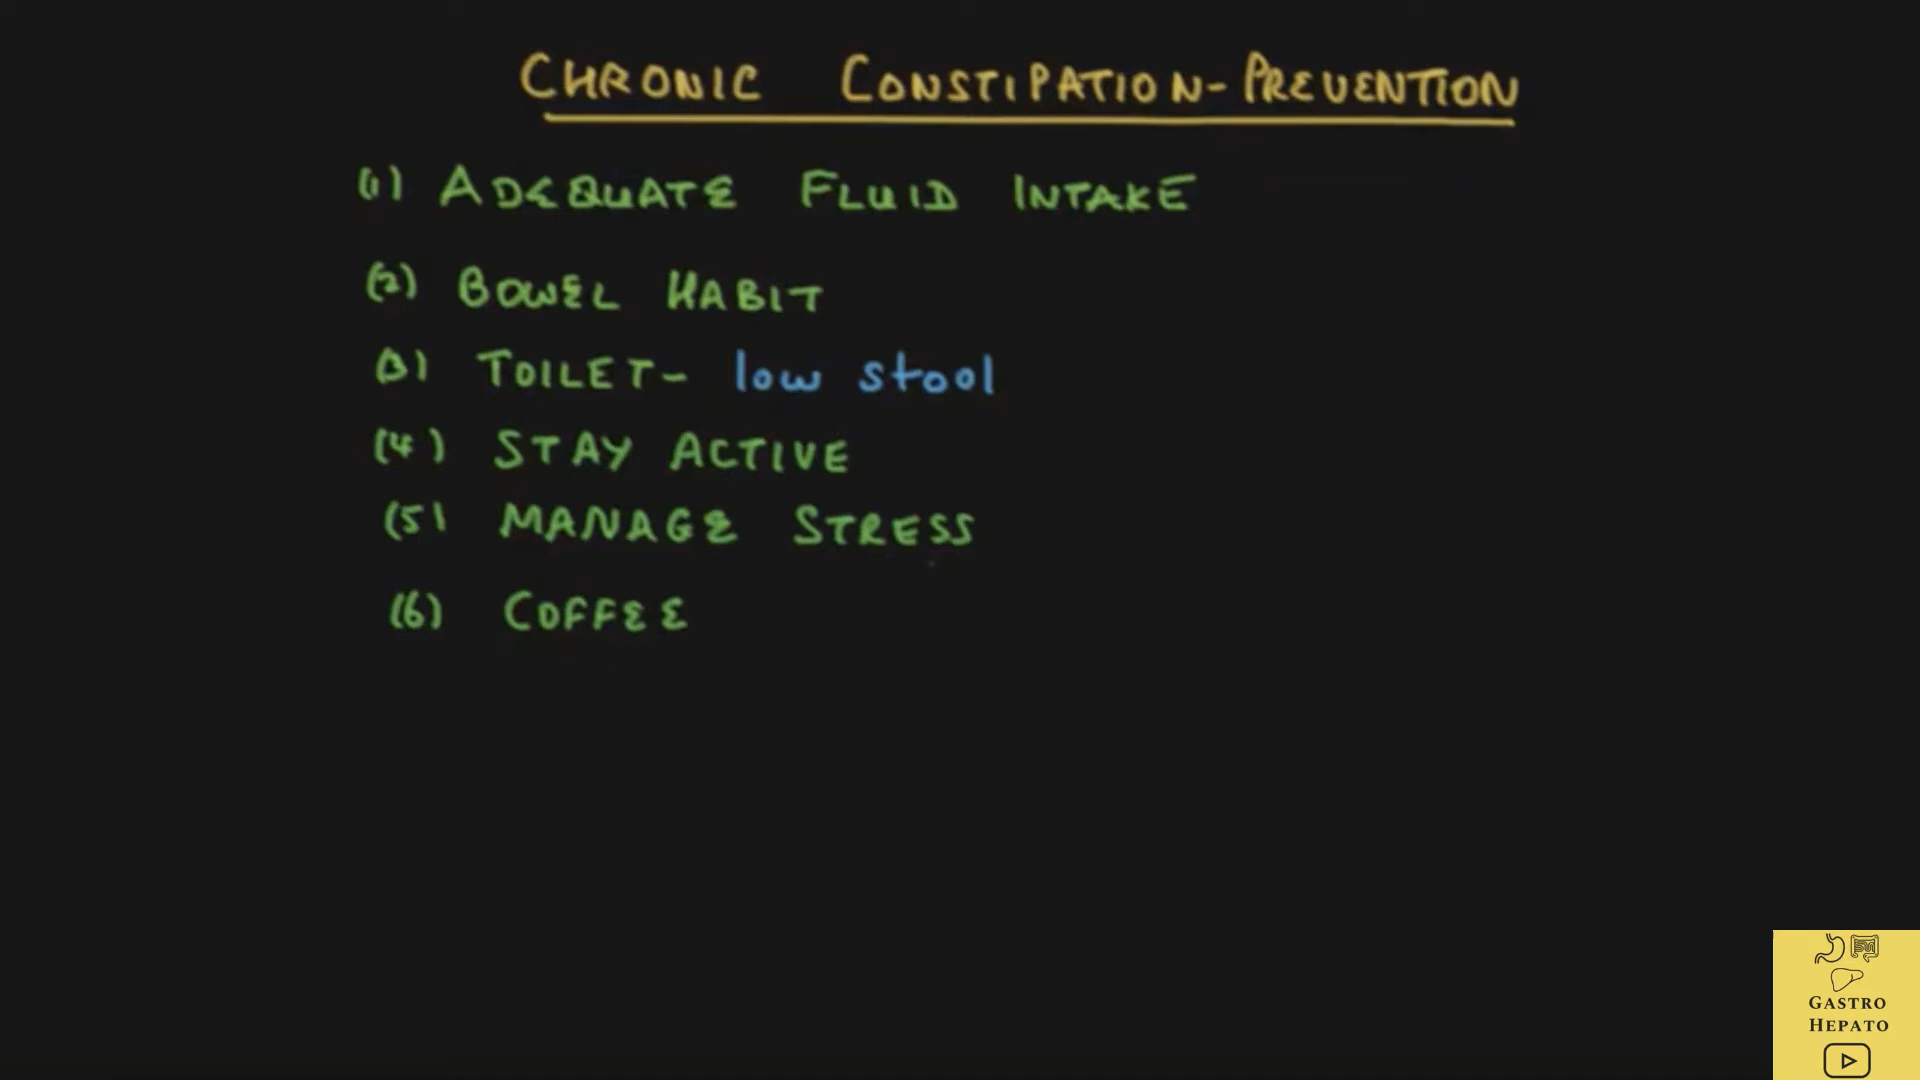 CHRONIC CONSTIPATION-PREVENTION
(1) ADEQUATE FLUID INTAKE
(2) BOWEL HABIT
(3) TOILET- low stool
(4) STAY ACTIVE
(5) MANAGE STRESS
(6) COFFEE
GASTRO
HEPATO